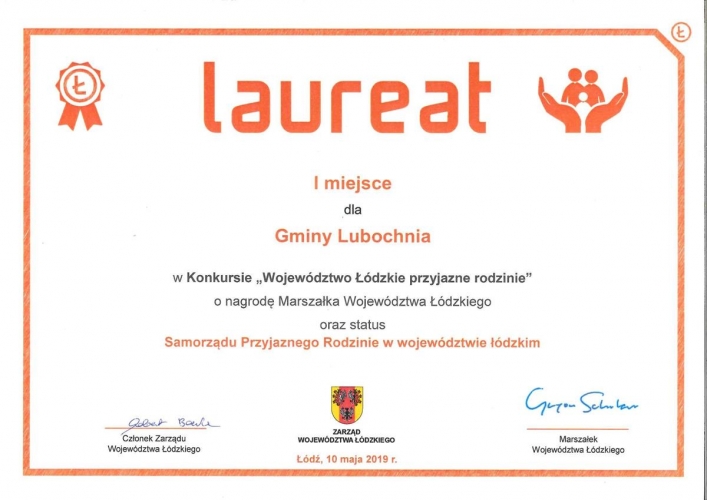 laureat
I miejsce
dla
Gminy Lubochnia
w Konkursie „Województwo Łódzkie przyjazne rodzinie”
o nagrodę Marszałka Województwa Łódzkiego
oraz status
Samorządu Przyjaznego Rodzinie w województwie łódzkim
Członek Zarządu
Województwa Łódzkiego
ZARZĄD
WOJEWÓDZTWA ŁÓDZKIEGO
Marszałek
Województwa Łódzkiego
Łódź, 10 maja 2019 r.